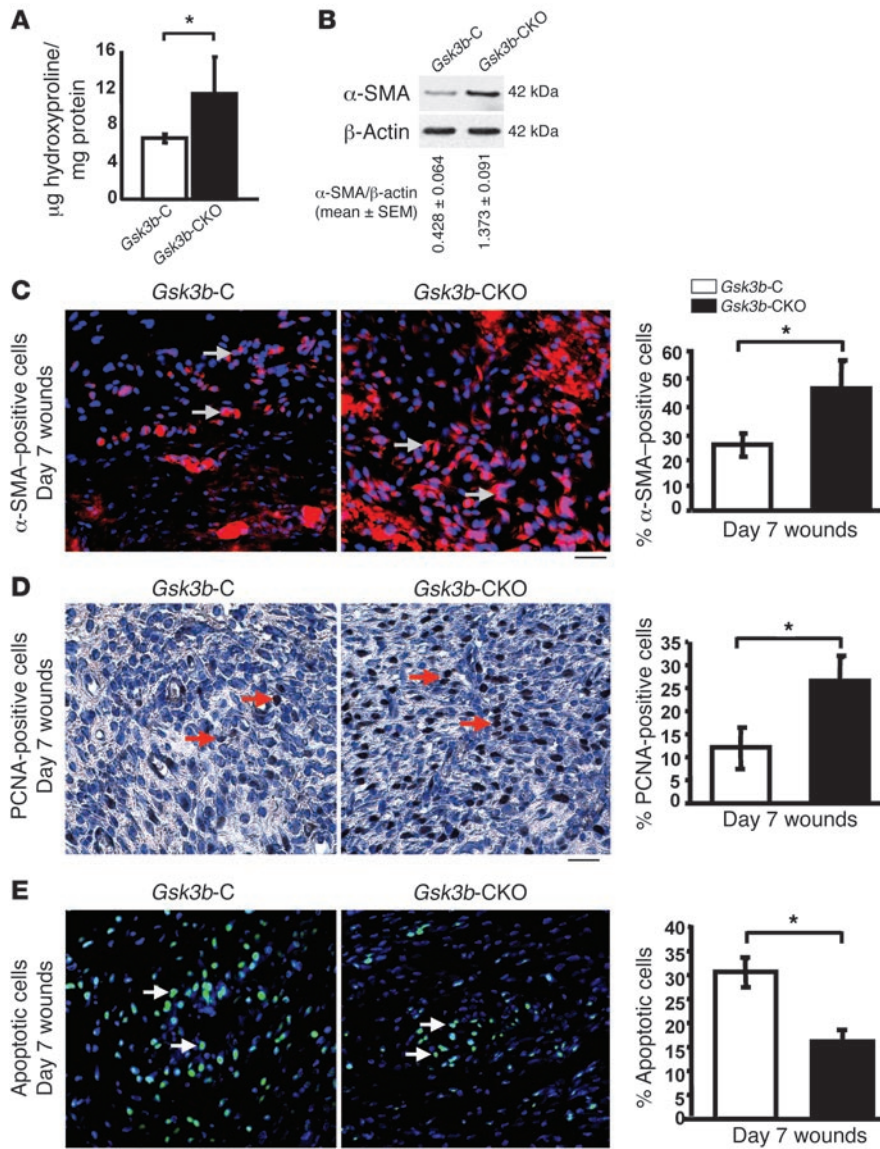 A
*
16
12
8
4
0
µg hydroxyproline/
mg protein
Gsk3b-C
Gsk3b-CKO
B
Gsk3b-C
Gsk3b-CKO
α-SMA
42 kDa
β-Actin
42 kDa
α-SMA/β-actin
(mean ± SEM)
0.428 ± 0.064
1.373 ± 0.091
C
Gsk3b-C
Gsk3b-CKO
α-SMA–positive cells
Day 7 wounds
Gsk3b-C
Gsk3b-CKO
*
60
50
40
30
20
10
0
% α-SMA–positive cells
Day 7 wounds
D
Gsk3b-C
Gsk3b-CKO
PCNA-positive cells
Day 7 wounds
*
35
30
25
20
15
10
5
0
% PCNA-positive cells
Day 7 wounds
E
Gsk3b-C
Gsk3b-CKO
Apoptotic cells
Day 7 wounds
*
40
35
30
25
20
15
10
5
0
% Apoptotic cells
Day 7 wounds